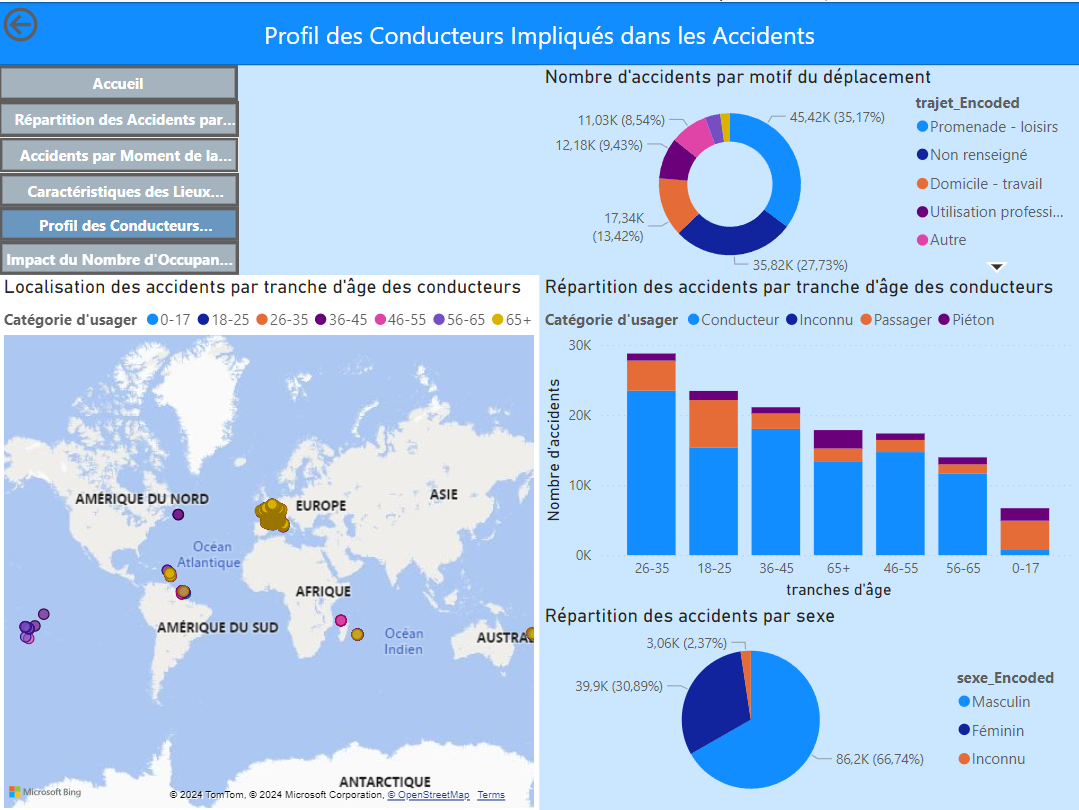 Profil des Conducteurs Impliqués dans les Accidents
Accueil
Répartition des Accidents par...
Accidents par Moment de la...
Caractéristiques des Lieux...
Profil des Conducteurs...
Impact du Nombre d'Occupan...
Nombre d'accidents par motif du déplacement
11,03K (8,54%)
12,18K (9,43%)
17,34K
(13,42%)
45,42K (35,17%)
35,82K (27,73%)
trajet_Encoded
Promenade - loisirs
Non renseigné
Domicile - travail
Utilisation professi...
Autre
Localisation des accidents par tranche d'âge des conducteurs
Catégorie d'usager 0-17 18-25 26-35 36-45 46-55 56-65 65+
AMÉRIQUE DU NORD
EUROPE
ASIE
Océan
Atlantique
AFRIQUE
AMÉRIQUE DU SUD
Océan
Indien
AUSTRA
ANTARCTIQUE
Microsoft Bing
© 2024 TomTom, © 2024 Microsoft Corporation, © OpenStreetMap Terms
Répartition des accidents par tranche d'âge des conducteurs
Catégorie d'usager Conducteur Inconnu Passager Piéton
Nombre d'accidents
30K
20K
10K
0K
26-35 18-25 36-45 65+ 46-55 56-65 0-17
tranches d'âge
Répartition des accidents par sexe
3,06K (2,37%)
39,9K (30,89%)
86,2K (66,74%)
sexe_Encoded
Masculin
Féminin
Inconnu